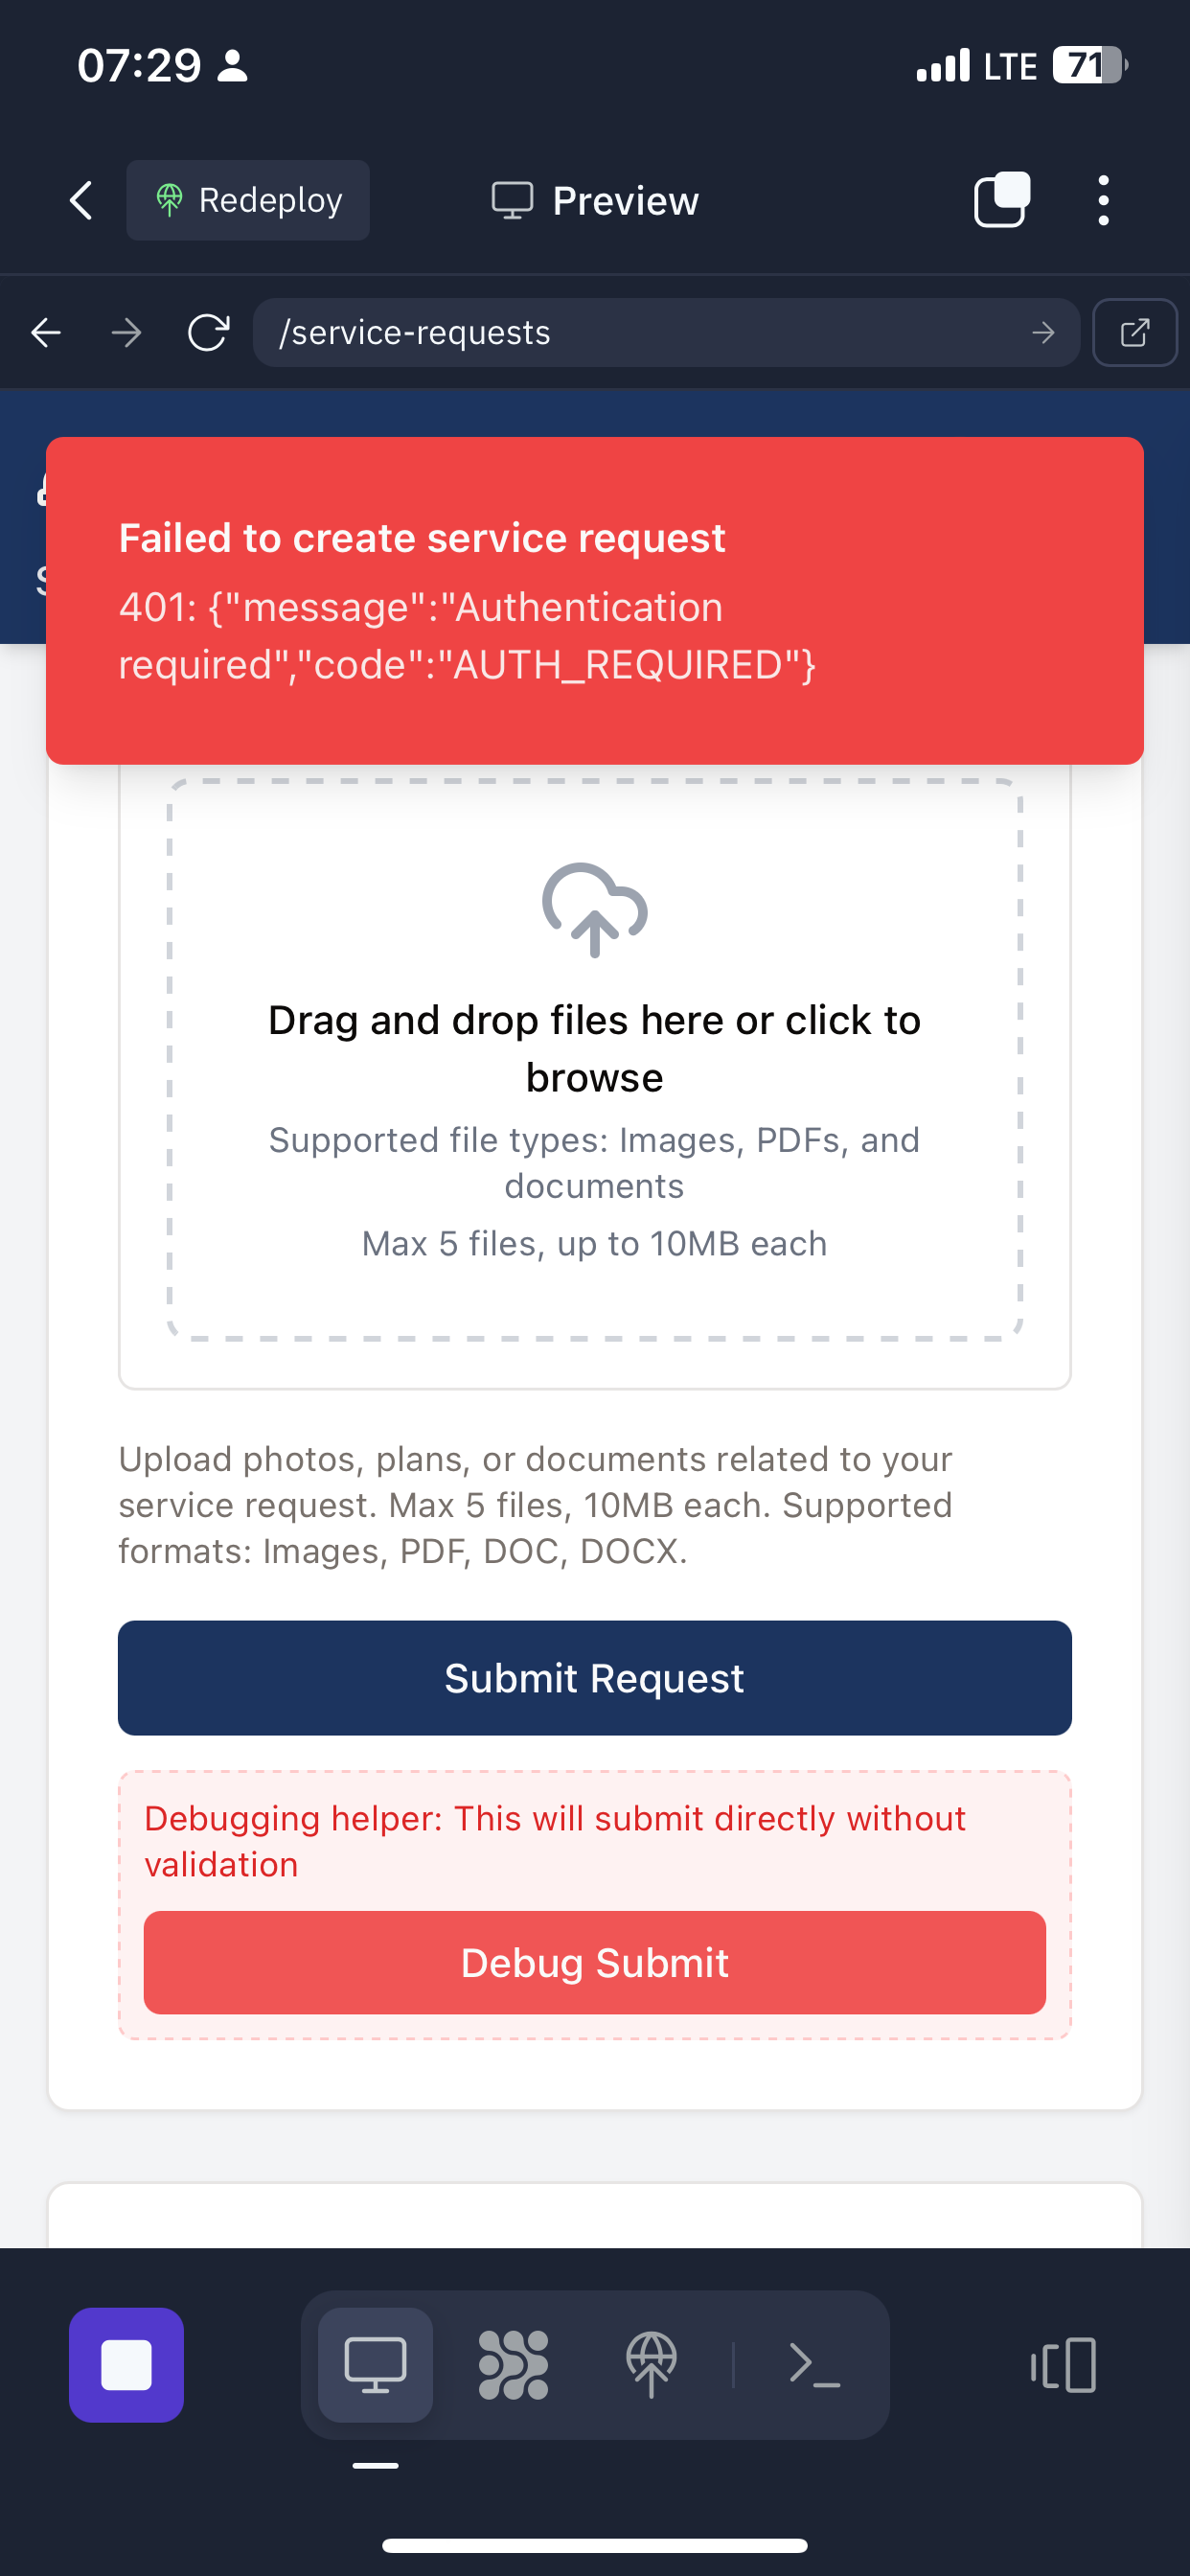 07:29
LTE
71
Redeploy
Preview
/service-requests
Failed to create service request
401: {"message":"Authentication
required","code":"AUTH_REQUIRED"}
Drag and drop files here or click to
browse
Supported file types: Images, PDFs, and
documents
Max 5 files, up to 10MB each
Upload photos, plans, or documents related to your
service request. Max 5 files, 10MB each. Supported
formats: Images, PDF, DOC, DOCX.
Submit Request
Debugging helper: This will submit directly without
validation
Debug Submit